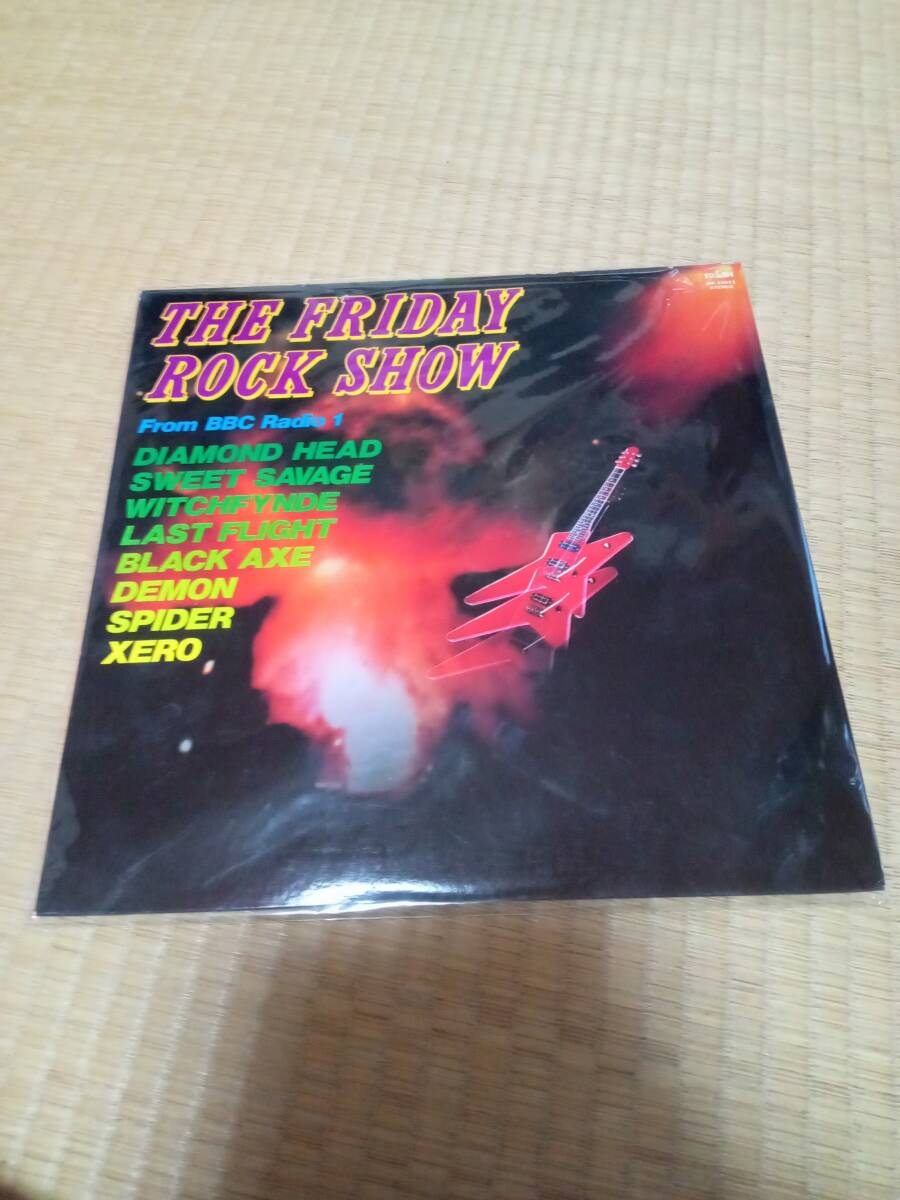 THE FRIDAY
ROCK SHOW
From BBC Radio 1
DIAMOND HEAD
SWEET SAVAGE
WITCHFYNDE
LAST FLIGHT
BLACK AXE
DEMON
SPIDER
XERO